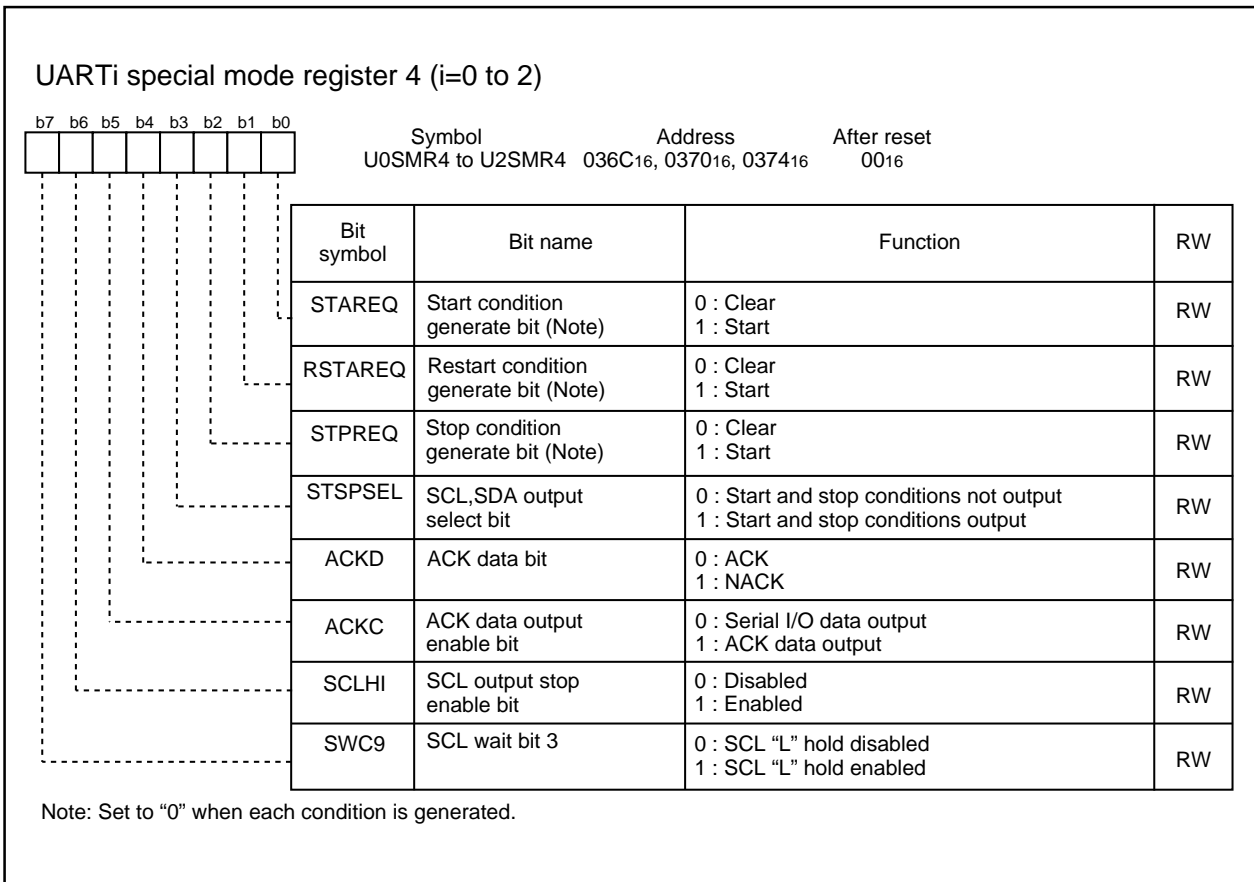 UARTi special mode register 4 (i=0 to 2)
b7 b6 b5 b4 b3 b2 b1 b0
Symbol Address After reset
U0SMR4 to U2SMR4 036C16, 037016, 037416 0016
Bit symbol Bit name Function RW
STAREQ Start condition generate bit (Note) 0 : Clear 1 : Start RW
RSTAREQ Restart condition generate bit (Note) 0 : Clear 1 : Start RW
STPREQ Stop condition generate bit (Note) 0 : Clear 1 : Start RW
STSPSEL SCL,SDA output select bit 0 : Start and stop conditions not output 1 : Start and stop conditions output RW
ACKD ACK data bit 0 : ACK 1 : NACK RW
ACKC ACK data output enable bit 0 : Serial I/O data output 1 : ACK data output RW
SCLHI SCL output stop enable bit 0 : Disabled 1 : Enabled RW
SWC9 SCL wait bit 3 0 : SCL “L” hold disabled 1 : SCL “L” hold enabled RW
Note: Set to “0” when each condition is generated.